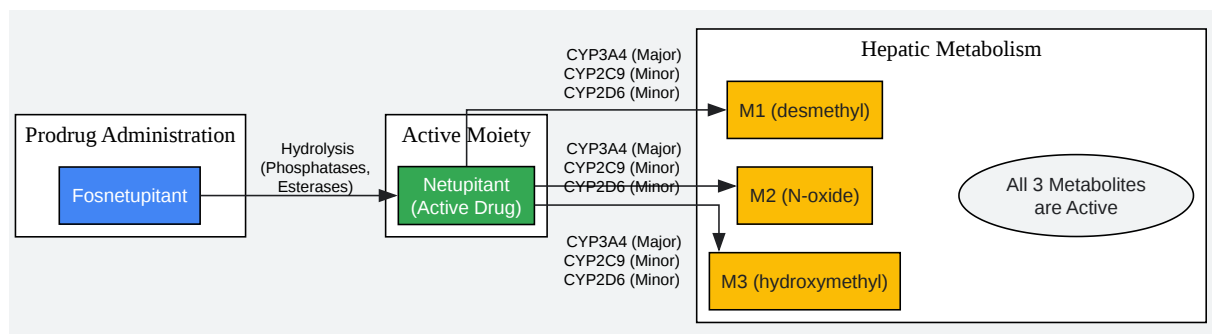 Prodrug Administration
Fosnetupitant
Hydrolysis
(Phosphatases,
Esterases)
Active Moiety
Netupitant
(Active Drug)
CYP3A4 (Major)
CYP2C9 (Minor)
CYP2D6 (Minor)
CYP3A4 (Major)
CYP2C9 (Minor)
CYP2D6 (Minor)
CYP3A4 (Major)
CYP2C9 (Minor)
CYP2D6 (Minor)
Hepatic Metabolism
M1 (desmethyl)
M2 (N-oxide)
M3 (hydroxymethyl)
All 3 Metabolites
are Active